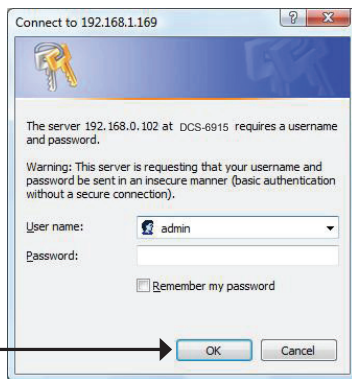 Connect to 192.168.1.169
The server 192.168.0.102 at DCS-6915 requires a username
and password.
Warning: This server is requesting that your username and
password be sent in an insecure manner (basic authentication
without a secure connection).
User name:
admin
Password:
Remember my password
OK
Cancel